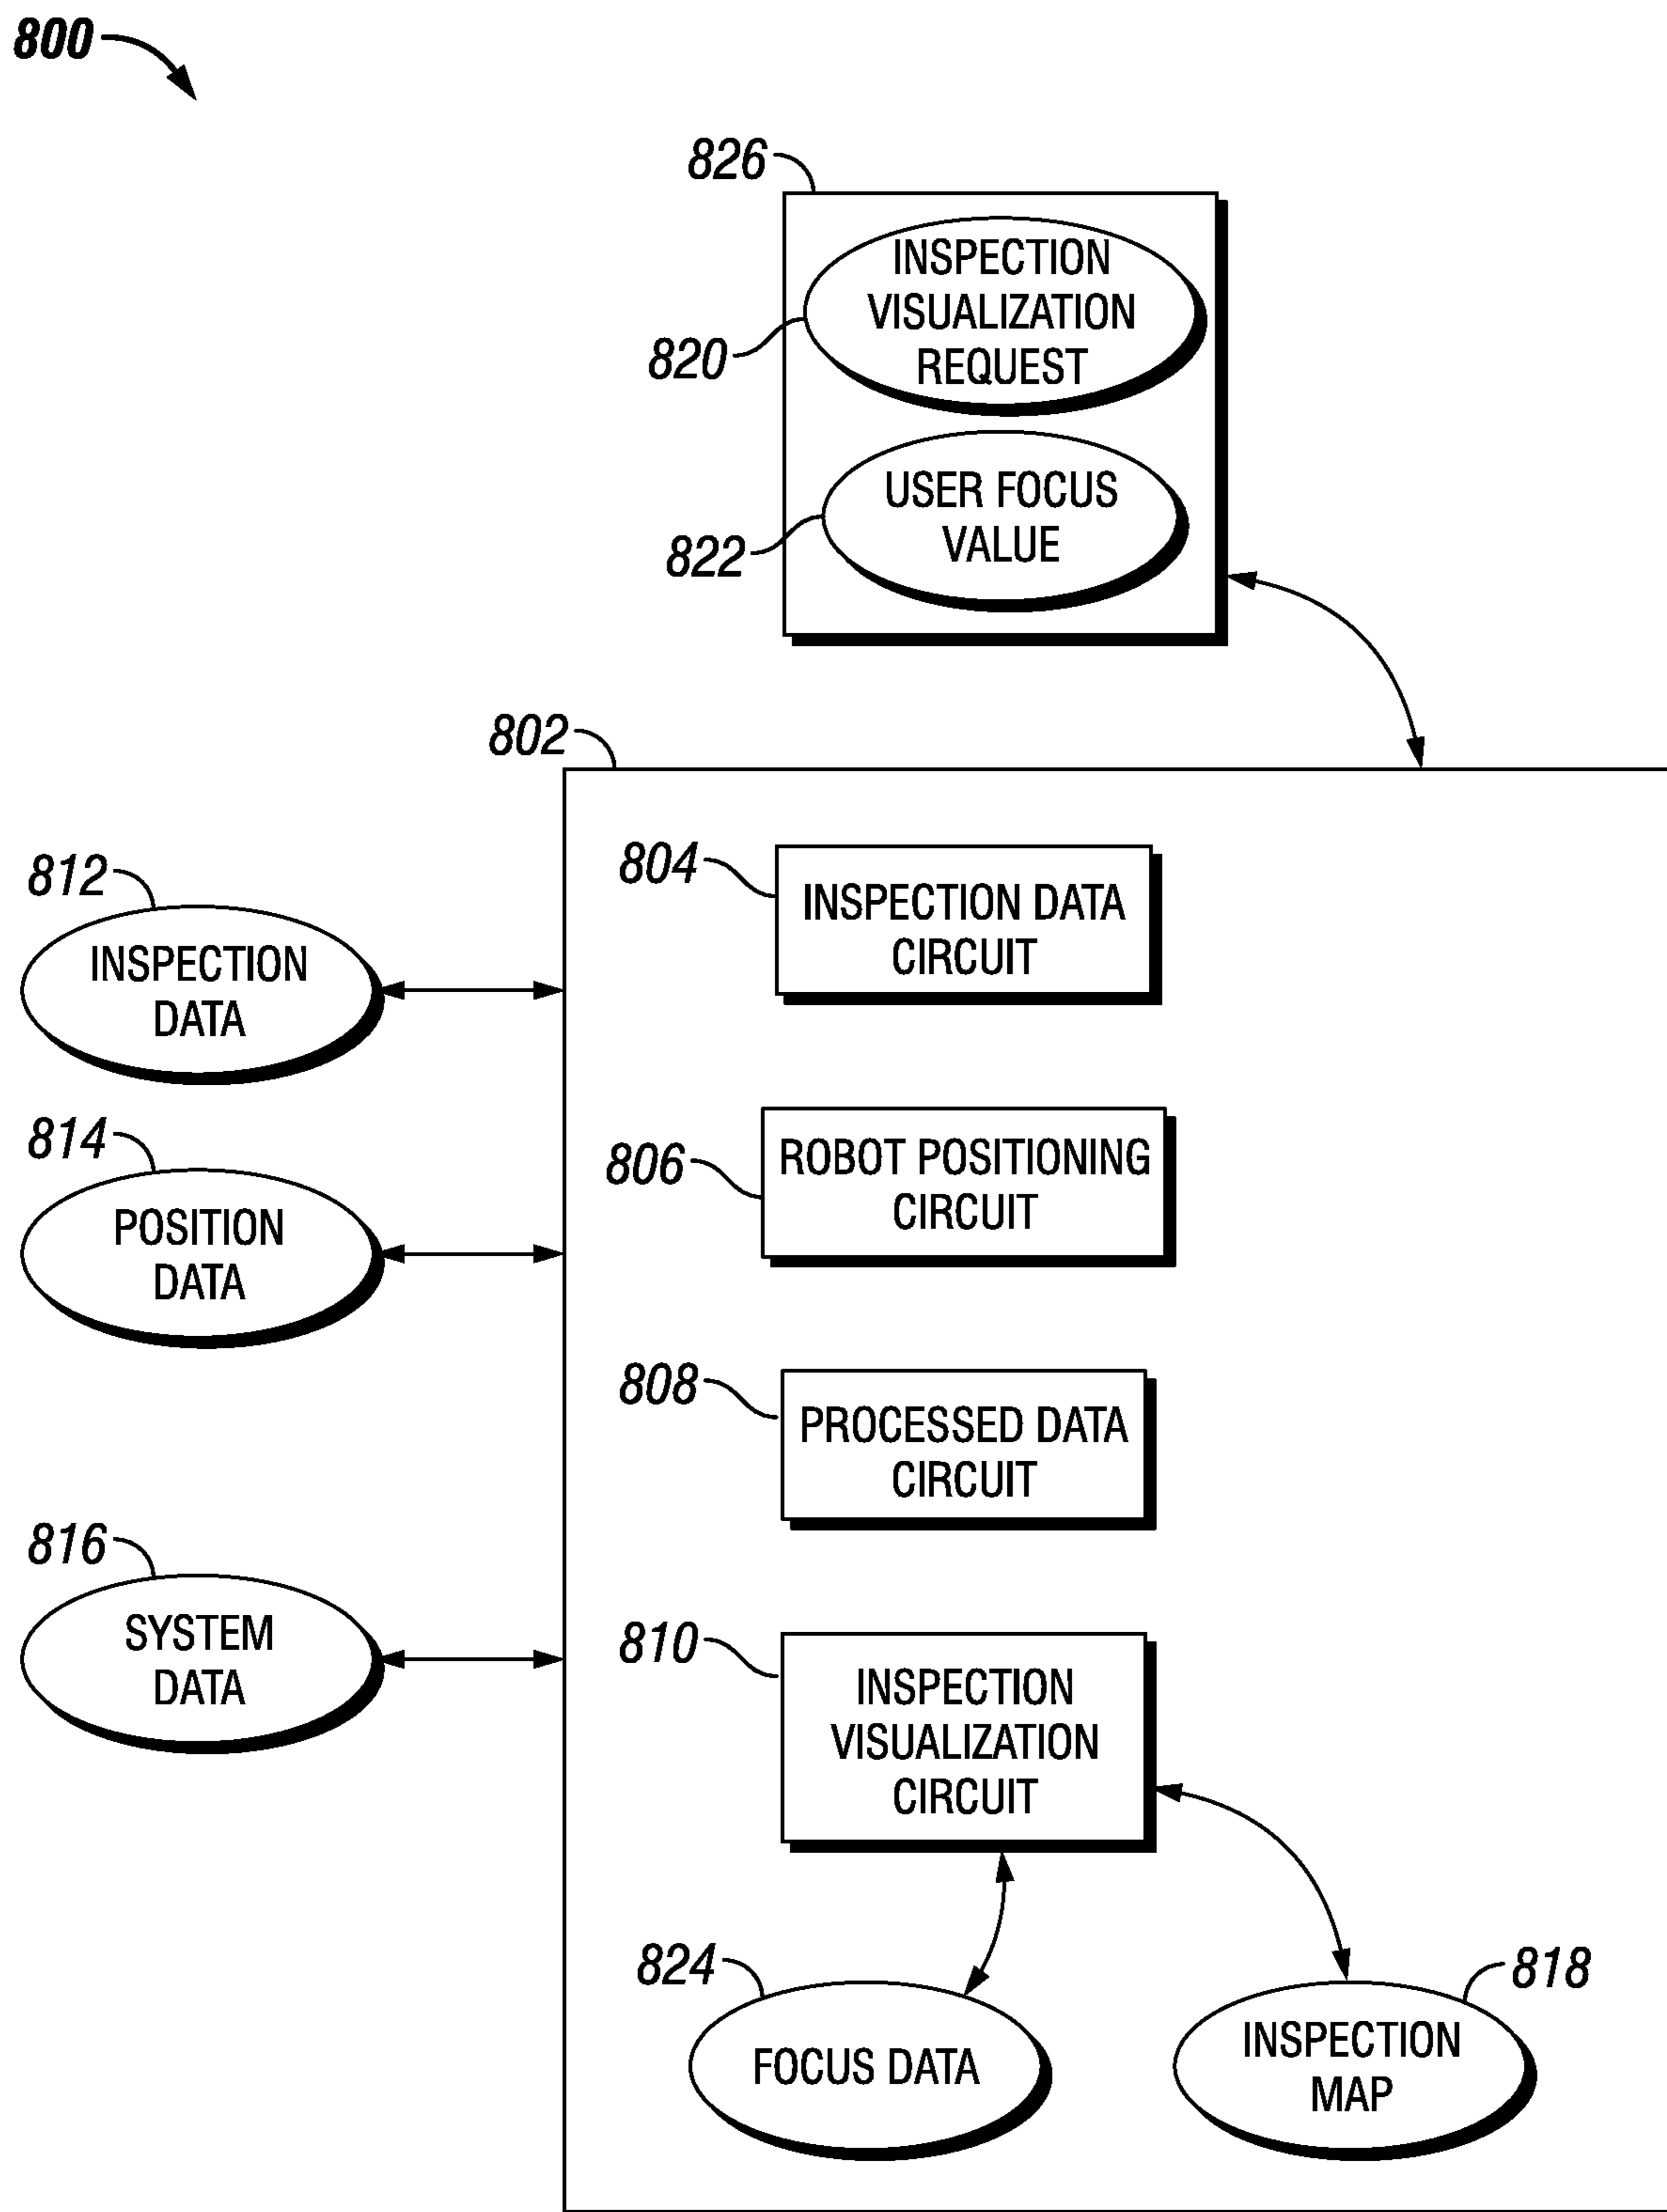 800
826
INSPECTION
VISUALIZATION
REQUEST
820
USER FOCUS
VALUE
822
802
804
INSPECTION DATA
CIRCUIT
812
INSPECTION
DATA
814
POSITION
DATA
806
ROBOT POSITIONING
CIRCUIT
808
PROCESSED DATA
CIRCUIT
816
SYSTEM
DATA
810
INSPECTION
VISUALIZATION
CIRCUIT
824
FOCUS DATA
818
INSPECTION
MAP